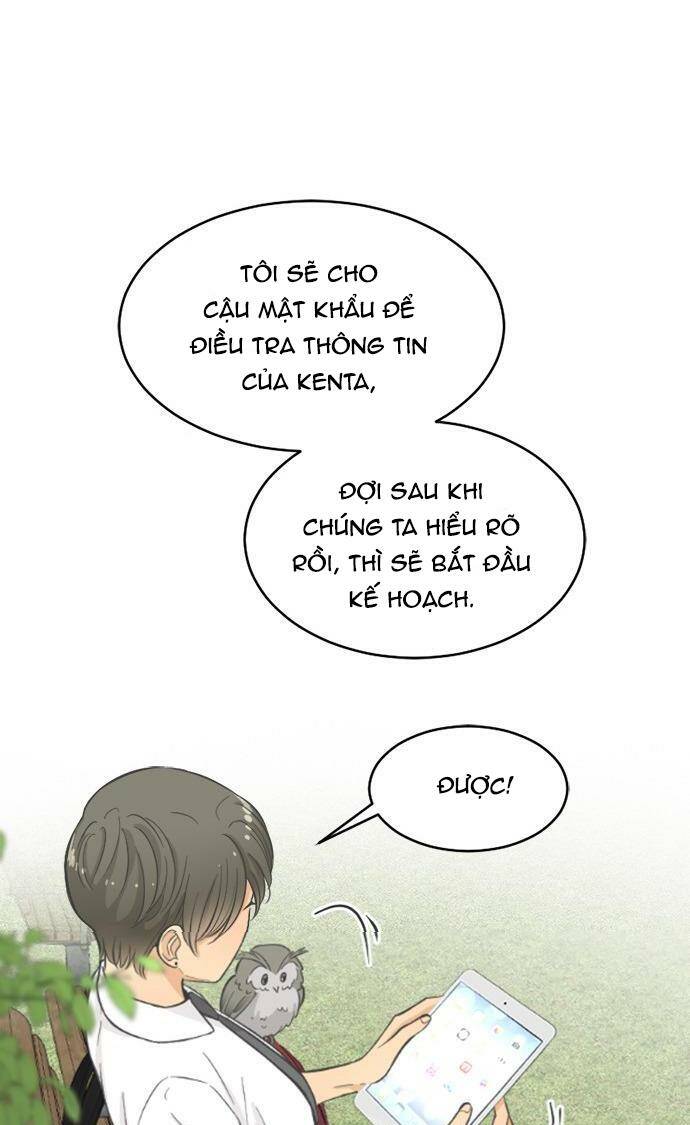 TÔI SẼ CHO
CẬU MẬT KHẨU ĐỂ
ĐIỀU TRA THÔNG TIN
CỦA KENTA,
ĐỢI SAU KHI
CHÚNG TA HIỂU RÕ
RỒI, THÌ SẼ BẮT ĐẦU
KẾ HOẠCH.
ĐƯỢC!